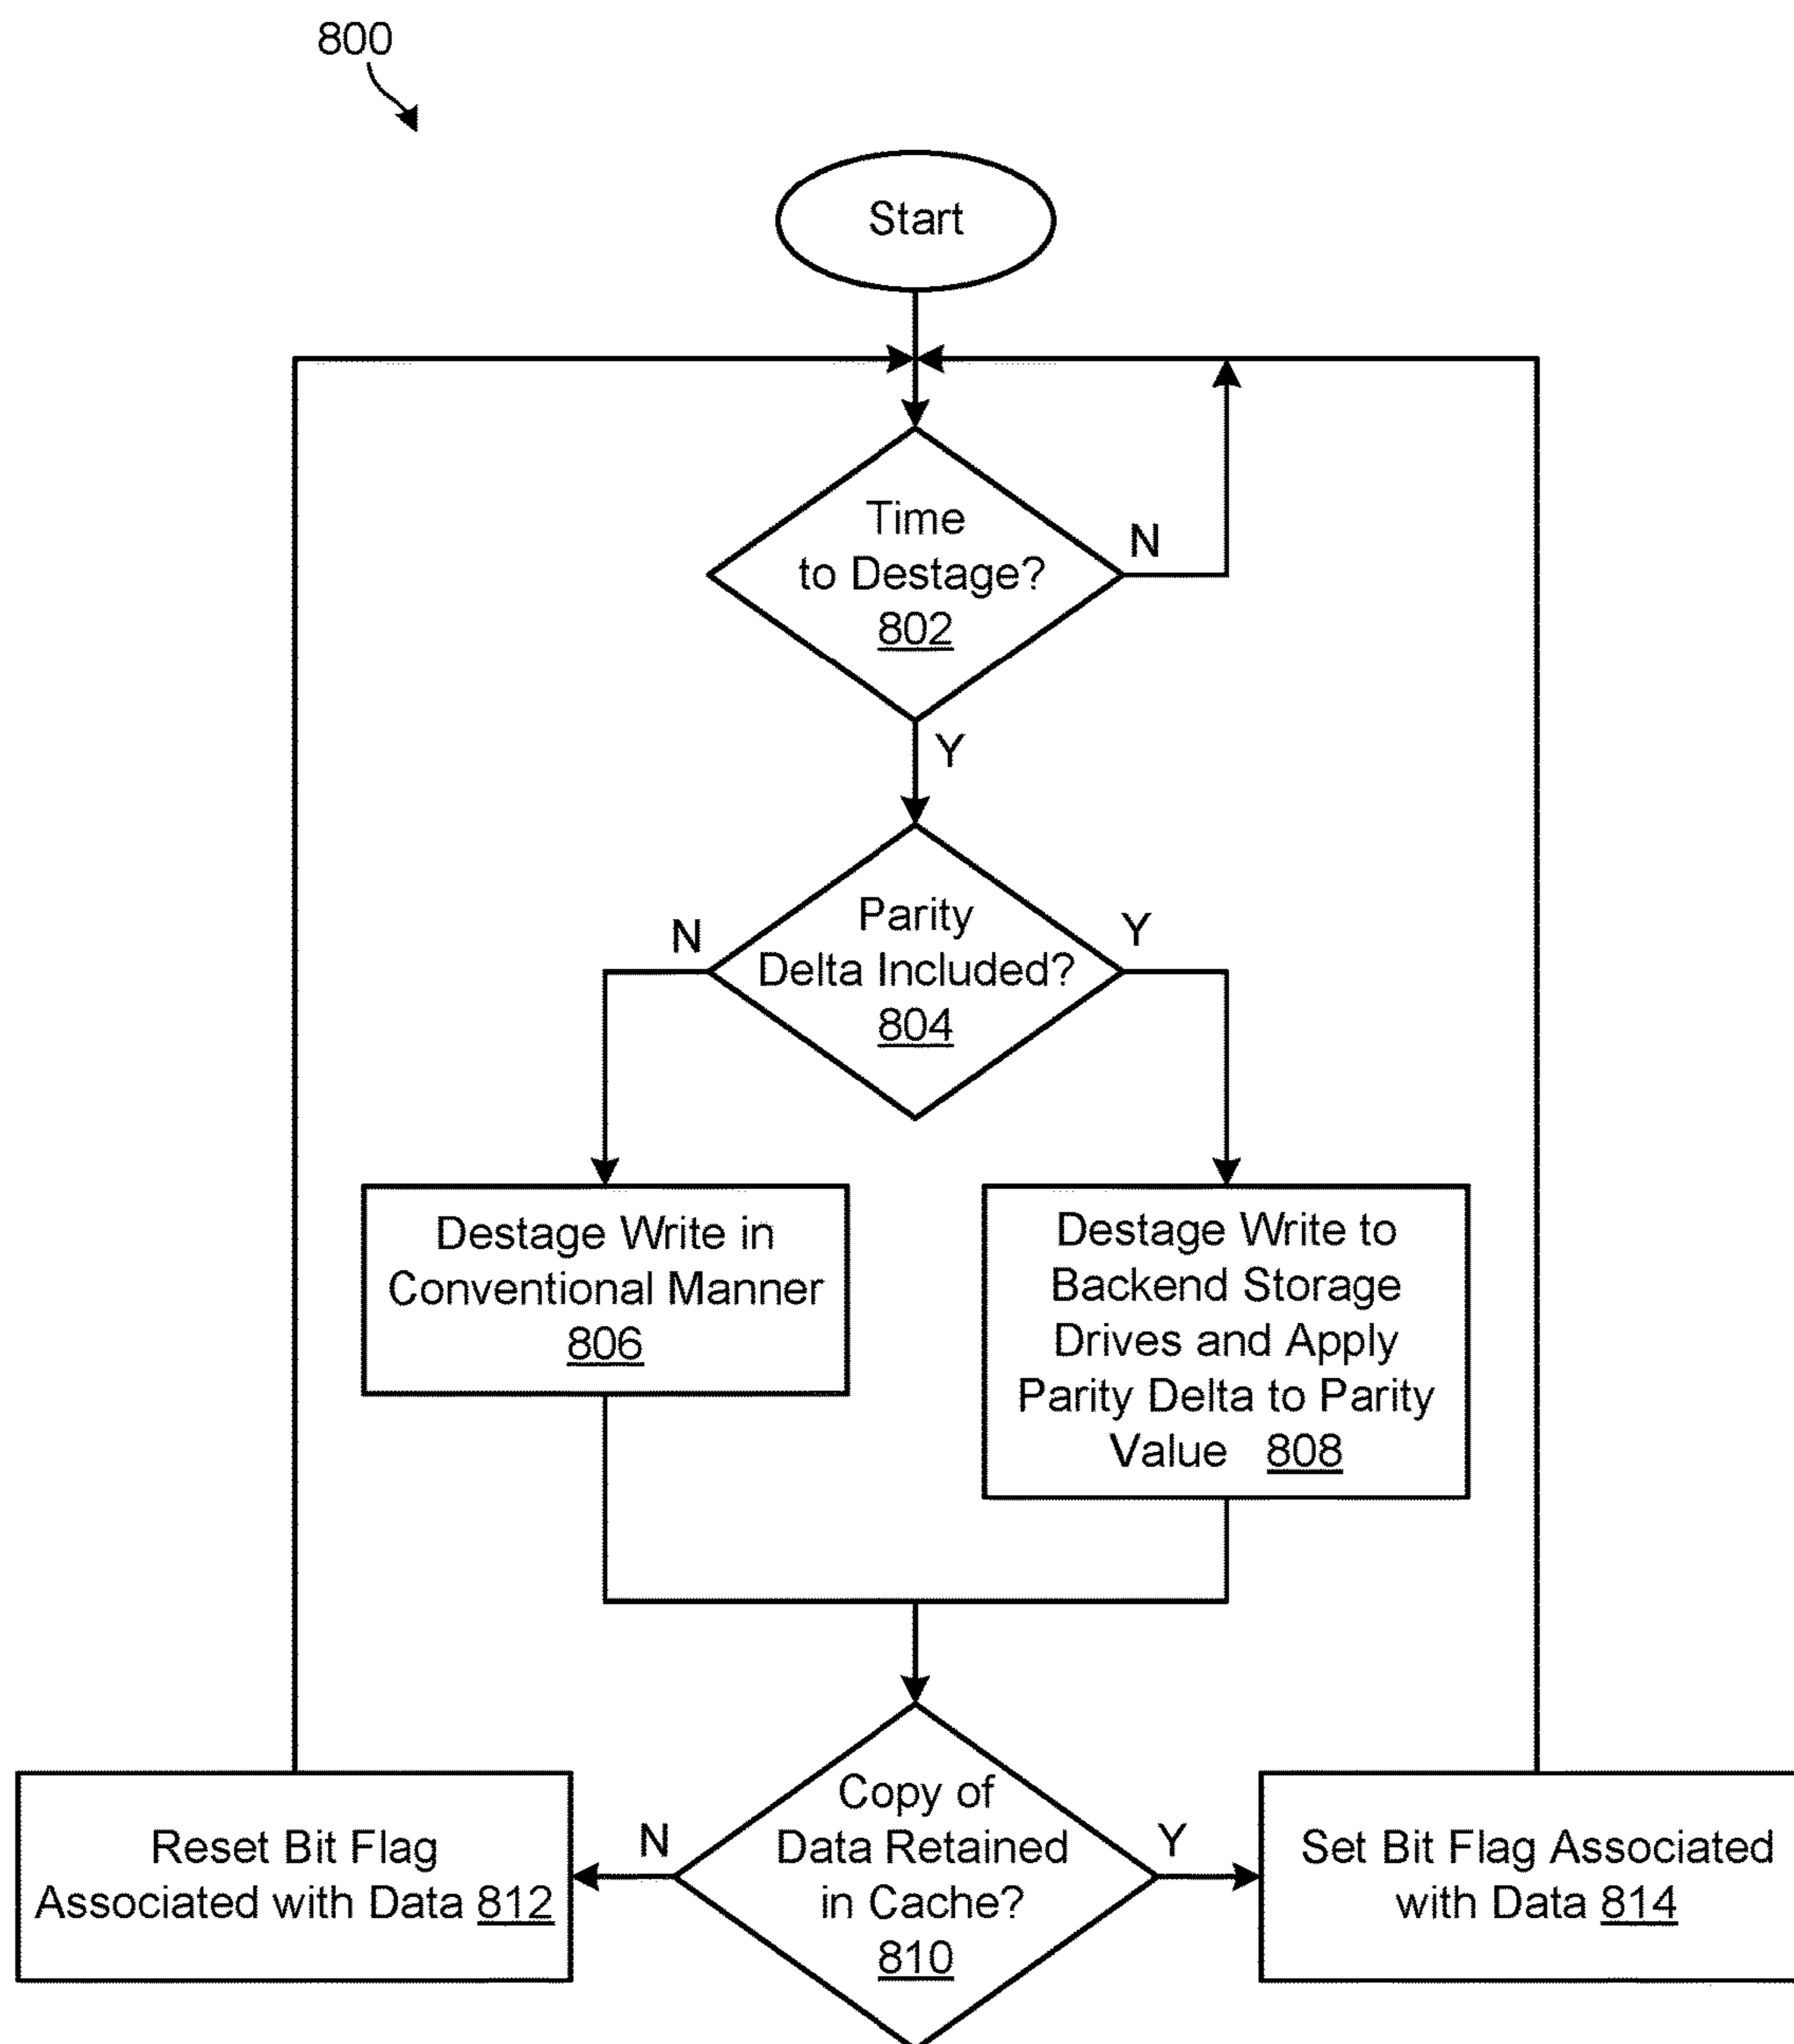 800
Start
Time
to Destage?
802
N
Y
Parity
Delta Included?
804
N
Y
Destage Write in
Conventional Manner
806
Destage Write to
Backend Storage
Drives and Apply
Parity Delta to Parity
Value 808
Copy of
Data Retained
in Cache?
810
N
Y
Reset Bit Flag
Associated with Data 812
Set Bit Flag Associated
with Data 814